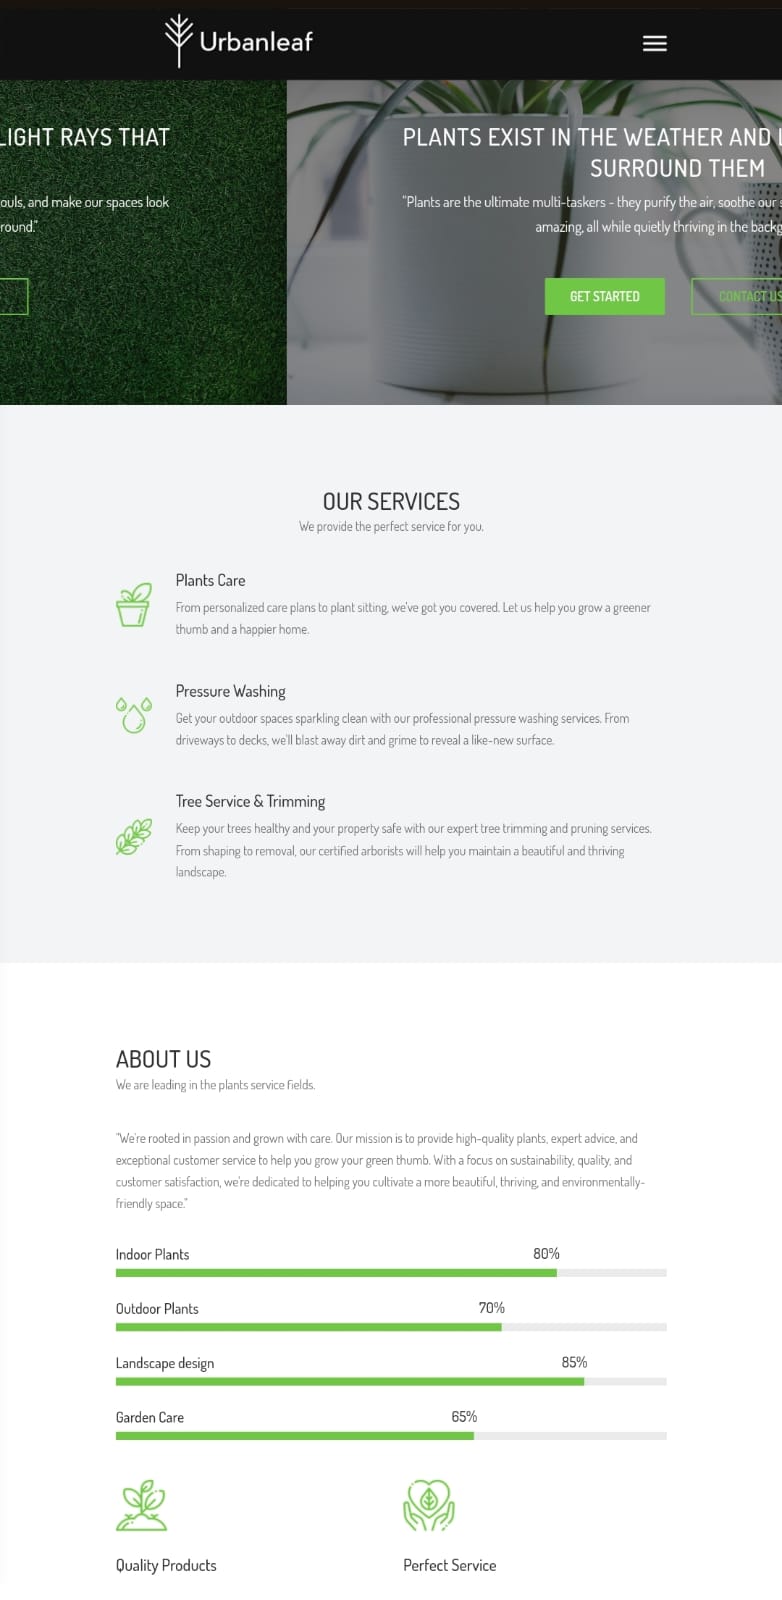 Urbanleaf
LIGHT RAYS THAT
PLANTS EXIST IN THE WEATHER AND
SURROUND THEM
ouls, and make our spaces look
"Plants are the ultimate multi-taskers - they purify the air, soothe our
round."
amazing, all while quietly thriving in the backg
GET STARTED
CONTACT US
OUR SERVICES
We provide the perfect service for you.
Plants Care
From personalized care plans to plant sitting, we've got you covered. Let us help you grow a greener
thumb and a happier home.
Pressure Washing
Get your outdoor spaces sparkling clean with our professional pressure washing services. From
driveways to decks, we'll blast away dirt and grime to reveal a like-new surface.
Tree Service & Trimming
Keep your trees healthy and your property safe with our expert tree trimming and pruning services.
From shaping to removal, our certified arborists will help you maintain a beautiful and thriving
landscape.
ABOUT US
We are leading in the plants service fields.
"We're rooted in passion and grown with care. Our mission is to provide high-quality plants, expert advice, and
exceptional customer service to help you grow your green thumb. With a focus on sustainability, quality, and
customer satisfaction, we're dedicated to helping you cultivate a more beautiful, thriving, and environmentally-
friendly space."
Indoor Plants 80%
Outdoor Plants 70%
Landscape design 85%
Garden Care 65%
Quality Products
Perfect Service